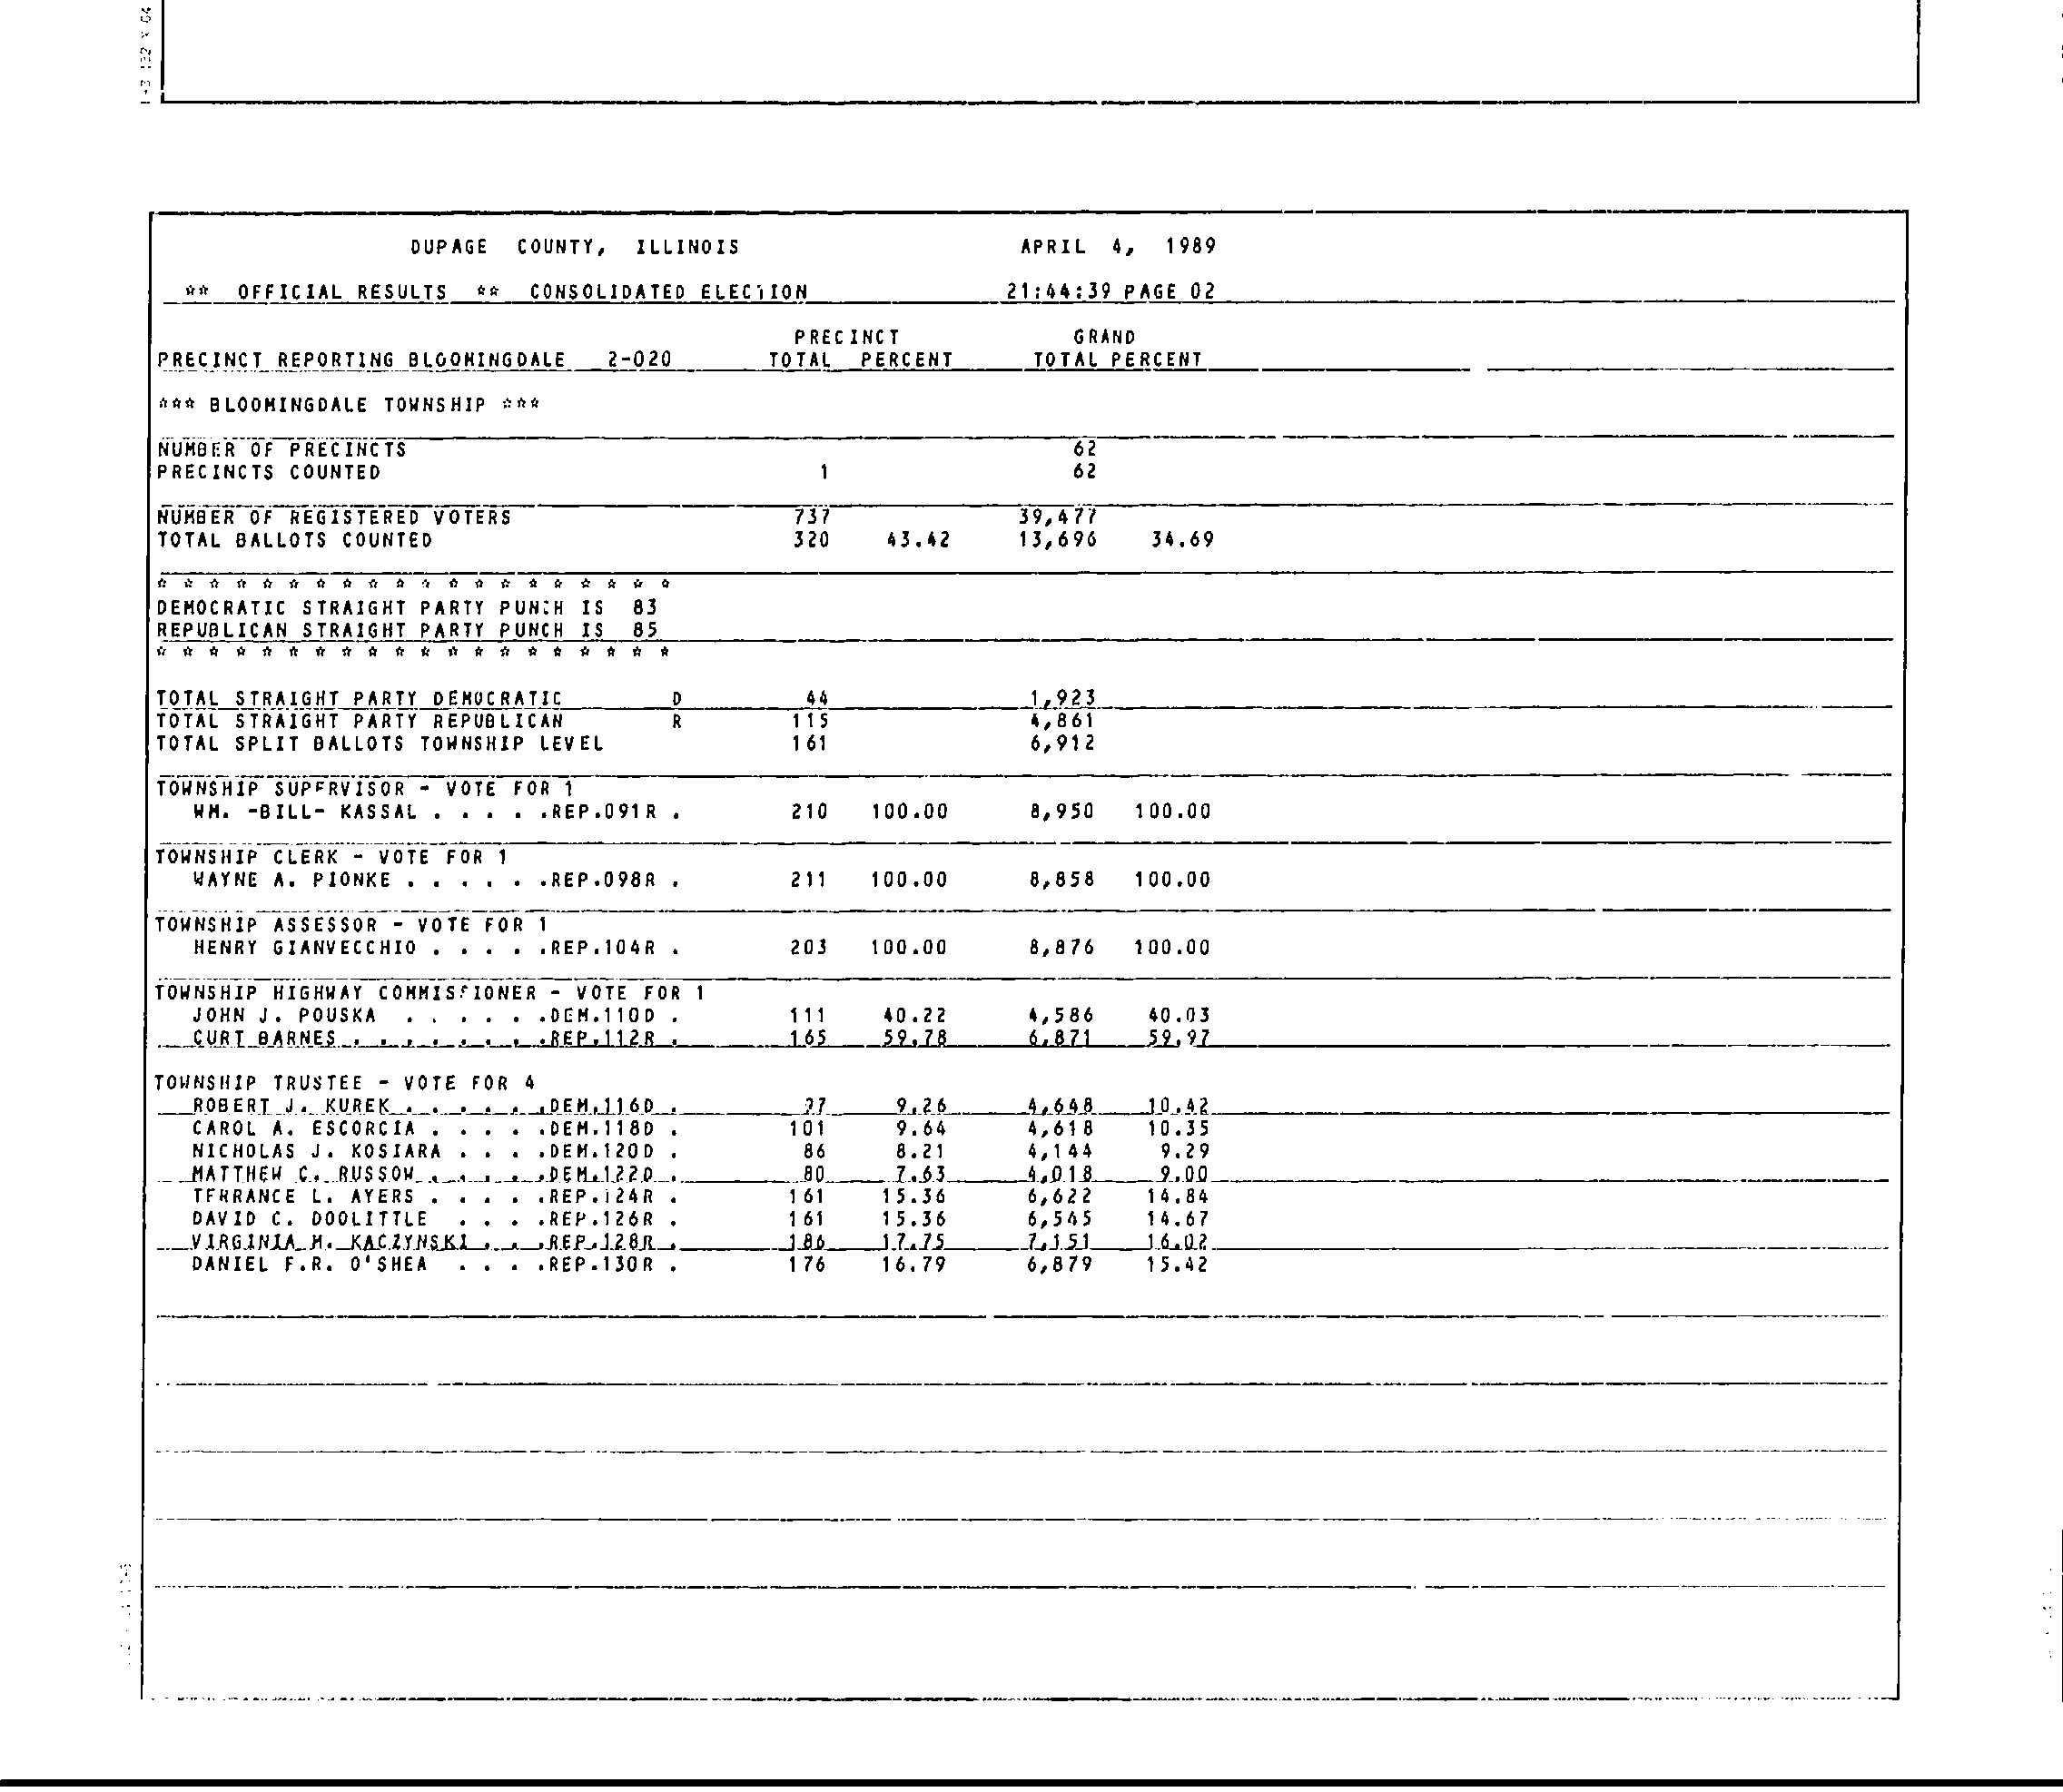 DUPAGE COUNTY, ILLINOIS APRIL 4, 1989
** OFFICIAL RESULTS ** CONSOLIDATED ELECTION 21:44:39 PAGE 02
PRECINCT GRAND
PRECINCT REPORTING BLOOMINGDALE 2-020 TOTAL PERCENT TOTAL PERCENT
*** BLOOMINGDALE TOWNSHIP ***
NUMBER OF PRECINCTS 62
PRECINCTS COUNTED 1 62
NUMBER OF REGISTERED VOTERS 737 39,477
TOTAL BALLOTS COUNTED 320 43.42 13,696 34.69
* * * * * * * * * * * * * * * * * * * *
DEMOCRATIC STRAIGHT PARTY PUNCH IS 83
REPUBLICAN STRAIGHT PARTY PUNCH IS 85
* * * * * * * * * * * * * * * * * * * *
TOTAL STRAIGHT PARTY DEMOCRATIC D 44 1,923
TOTAL STRAIGHT PARTY REPUBLICAN R 115 4,861
TOTAL SPLIT BALLOTS TOWNSHIP LEVEL 161 6,912
TOWNSHIP SUPERVISOR - VOTE FOR 1
WM. -BILL- KASSAL . . . . .REP.091R . 210 100.00 8,950 100.00
TOWNSHIP CLERK - VOTE FOR 1
WAYNE A. PIONKE . . . . . .REP.098R . 211 100.00 8,858 100.00
TOWNSHIP ASSESSOR - VOTE FOR 1
HENRY GIANVECCHIO . . . . .REP.104R . 203 100.00 8,876 100.00
TOWNSHIP HIGHWAY COMMISSIONER - VOTE FOR 1
JOHN J. POUSKA . . . . . .DEM.110D . 111 40.22 4,586 40.03
CURT BARNES . . . . . . . .REP.112R . 165 59.78 6,871 59.97
TOWNSHIP TRUSTEE - VOTE FOR 4
ROBERT J. KUREK . . . . . .DEM.116D . 97 9.26 4,648 10.42
CAROL A. ESCORCIA . . . . .DEM.118D . 101 9.64 4,618 10.35
NICHOLAS J. KOSIARA . . . .DEM.120D . 86 8.21 4,144 9.29
MATTHEW C. RUSSOW . . . . .DEM.122D . 80 7.63 4,018 9.00
TERRANCE L. AYERS . . . . .REP.124R . 161 15.36 6,622 14.84
DAVID C. DOOLITTLE . . . .REP.126R . 161 15.36 6,545 14.67
VIRGINIA M. KACZYNSKI . . .REP.128R . 186 17.75 7,151 16.02
DANIEL F.R. O'SHEA . . . .REP.130R . 176 16.79 6,879 15.42